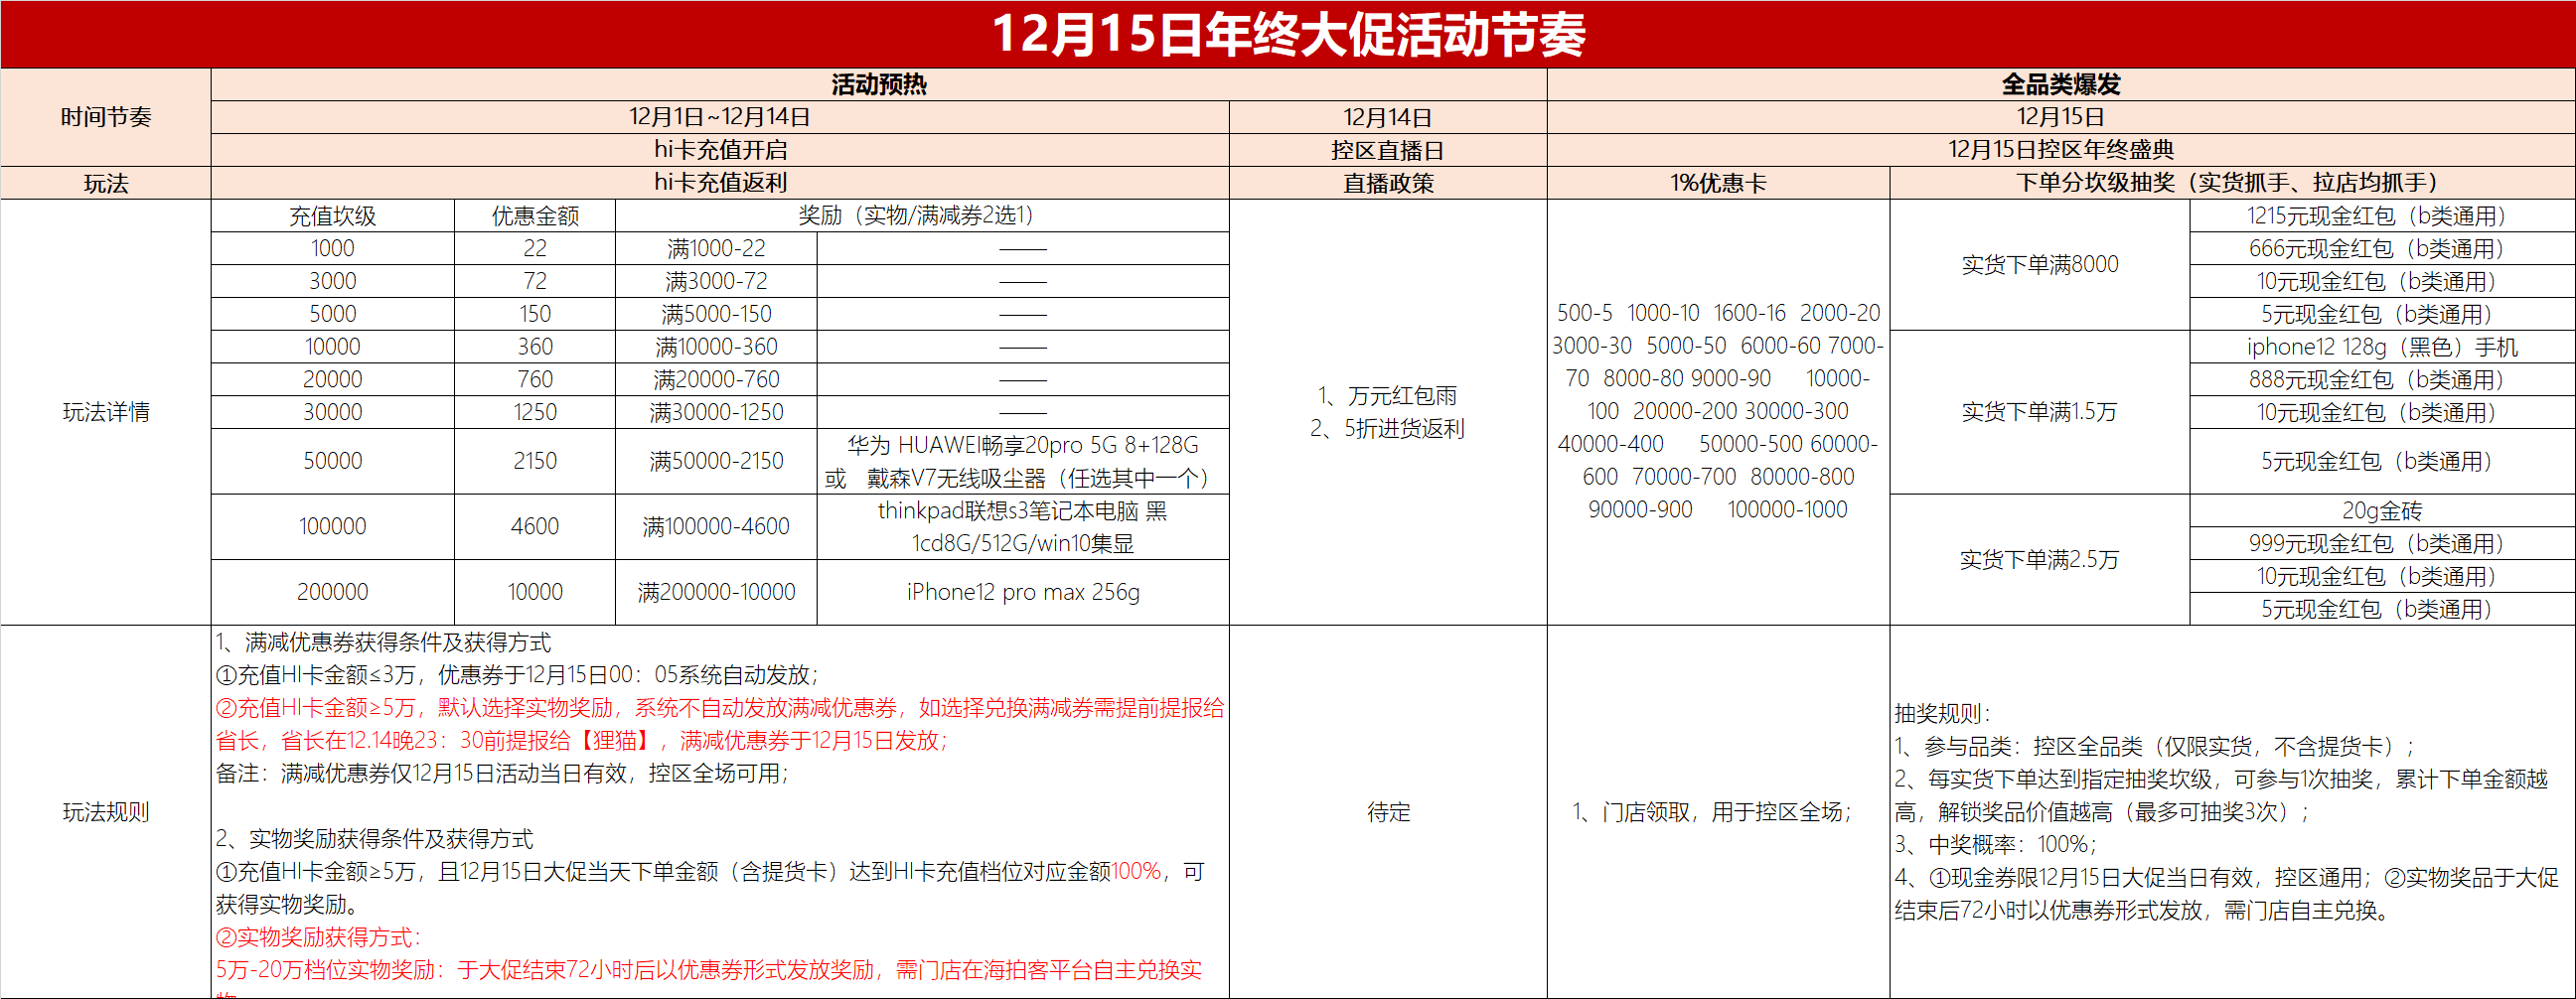 12月15日年终大促活动节奏
时间节奏
活动预热
全品类爆发
12月1日~12月14日
12月14日
12月15日
hi卡充值开启
控区直播日
12月15日控区年终盛典
玩法
hi卡充值返利
直播政策
1%优惠卡
下单分坎级抽奖（实货抓手、拉店均抓手）
玩法详情
充值坎级
优惠金额
奖励（实物/满减券2选1）
1000
22
满1000-22
——
3000
72
满3000-72
——
5000
150
满5000-150
——
10000
360
满10000-360
——
20000
760
满20000-760
——
30000
1250
满30000-1250
——
50000
2150
满50000-2150
华为 HUAWEI畅享20pro 5G 8+128G
或 戴森V7无线吸尘器（任选其中一个）
100000
4600
满100000-4600
thinkpad联想s3笔记本电脑 黑
1cd8G/512G/win10集显
200000
10000
满200000-10000
iPhone12 pro max 256g
1、万元红包雨
2、5折进货返利
500-5 1000-10 1600-16 2000-20
3000-30 5000-50 6000-60 7000-
70 8000-80 9000-90 10000-
100 20000-200 30000-300
40000-400 50000-500 60000-
600 70000-700 80000-800
90000-900 100000-1000
实货下单满8000
1215元现金红包（b类通用）
666元现金红包（b类通用）
10元现金红包（b类通用）
5元现金红包（b类通用）
实货下单满1.5万
iphone12 128g（黑色）手机
888元现金红包（b类通用）
10元现金红包（b类通用）
5元现金红包（b类通用）
实货下单满2.5万
20g金砖
999元现金红包（b类通用）
10元现金红包（b类通用）
5元现金红包（b类通用）
玩法规则
1、满减优惠券获得条件及获得方式
①充值HI卡金额≤3万，优惠券于12月15日00：05系统自动发放；
②充值HI卡金额≥5万，默认选择实物奖励，系统不自动发放满减优惠券，如选择兑换满减券需提前提报给
省长，省长在12.14晚23：30前提报给【狸猫】，满减优惠券于12月15日发放；
备注：满减优惠券仅12月15日活动当日有效，控区全场可用；
2、实物奖励获得条件及获得方式
①充值HI卡金额≥5万，且12月15日大促当天下单金额（含提货卡）达到HI卡充值档位对应金额100%，可
获得实物奖励。
②实物奖励获得方式：
5万-20万档位实物奖励：于大促结束72小时后以优惠券形式发放奖励，需门店在海拍客平台自主兑换实
待定
1、门店领取，用于控区全场；
抽奖规则：
1、参与品类：控区全品类（仅限实货，不含提货卡）；
2、每实货下单达到指定抽奖坎级，可参与1次抽奖，累计下单金额越
高，解锁奖品价值越高（最多可抽奖3次）；
3、中奖概率：100%；
4、①现金券限12月15日大促当日有效，控区通用；②实物奖品于大促
结束后72小时以优惠券形式发放，需门店自主兑换。